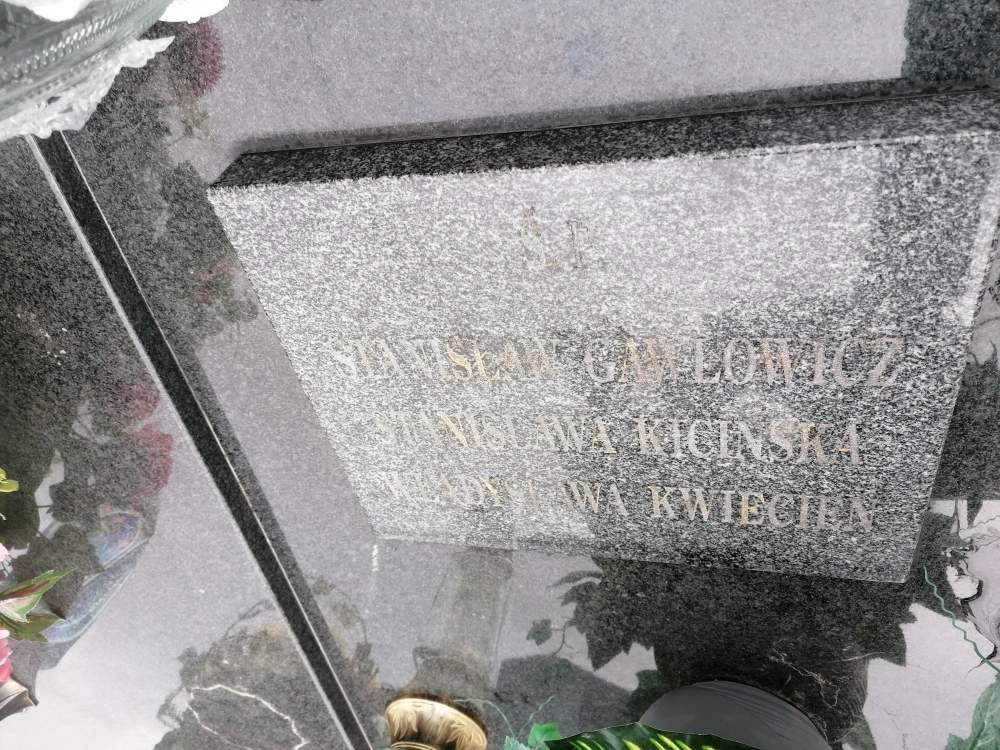 Ś.P.
STANISŁAW GAWŁOWICZ
STANISŁAWA KICIŃSKA
WŁADYSŁAWA KWIECIEŃ